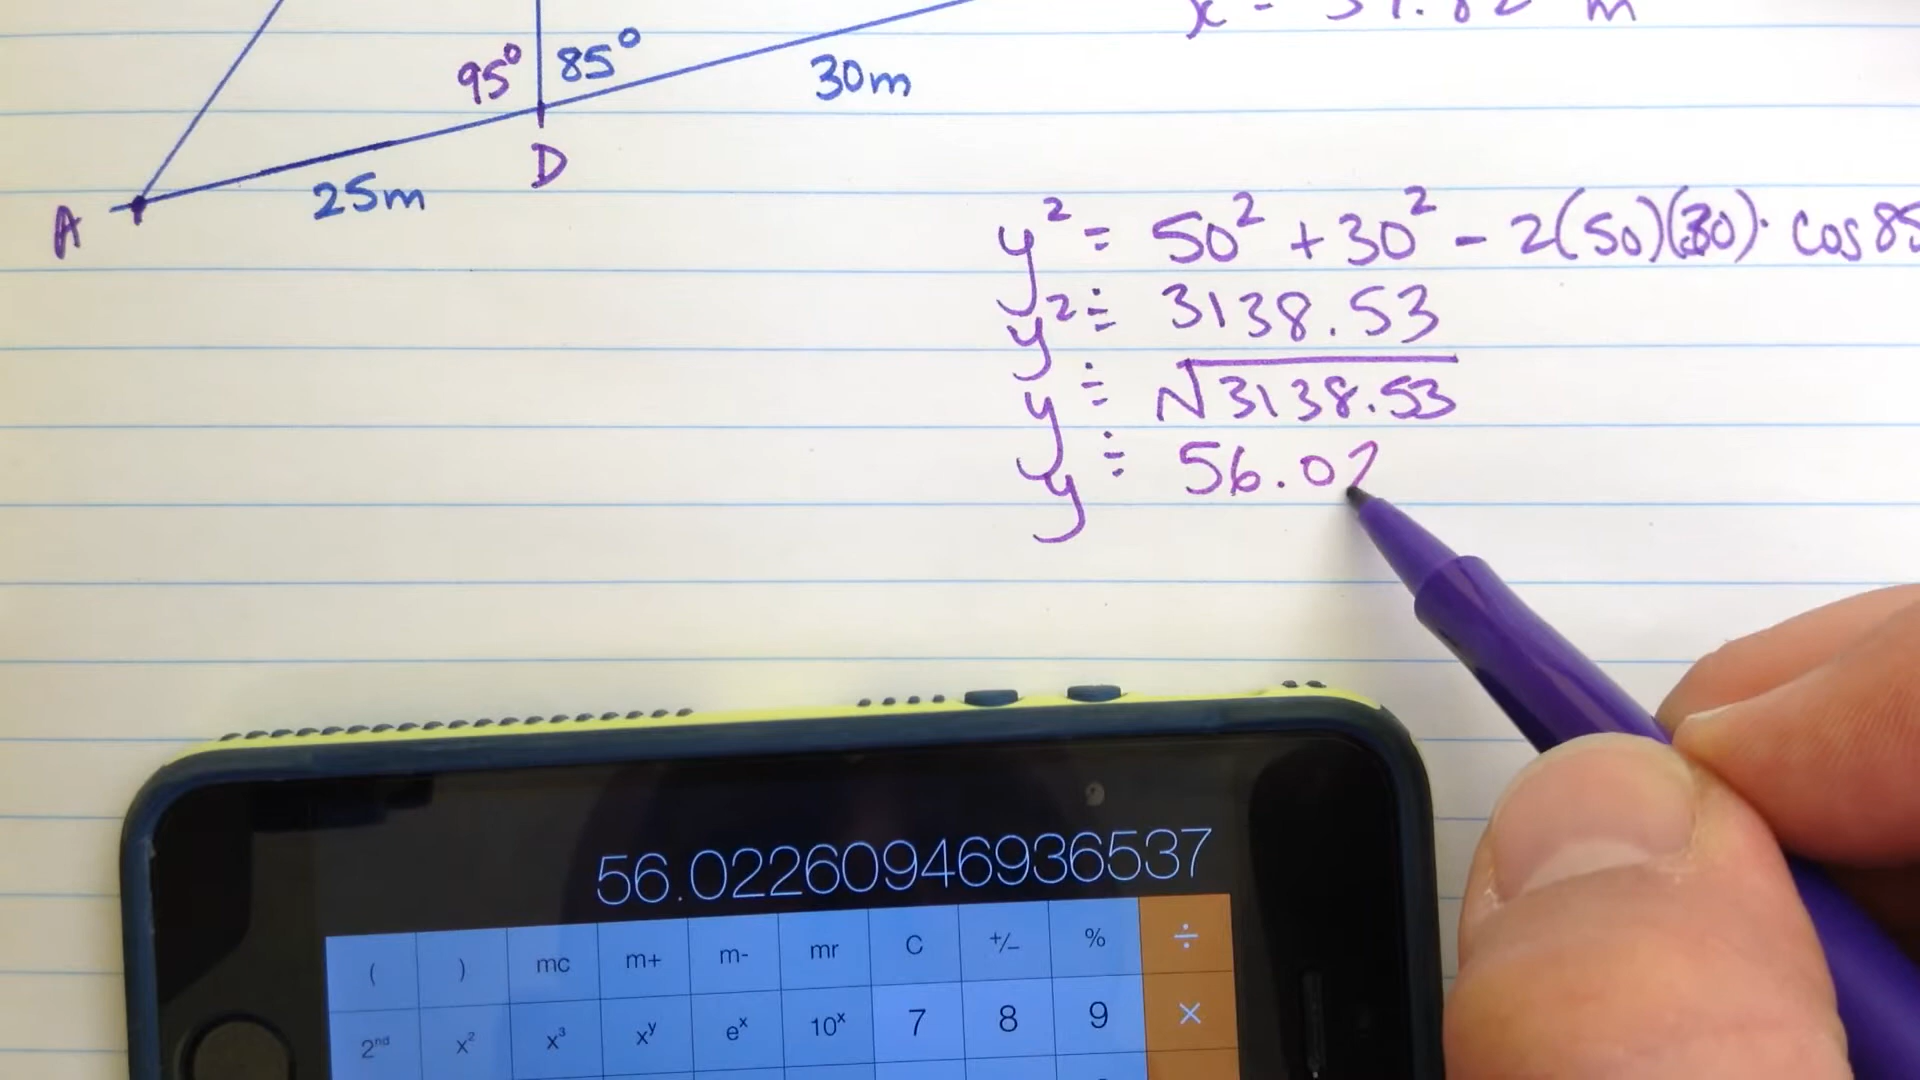 95° 85°
30m
D
25m
A
y² = 50² + 30² - 2(50)(30)· cos 85
y² ≐ 3138.53
y ≐ √3138.53
y ≐ 56.02
56.02260946936537
( ) mc m+ m- mr C +/- % ÷
2nd x² x³ xʸ eˣ 10ˣ 7 8 9 ×